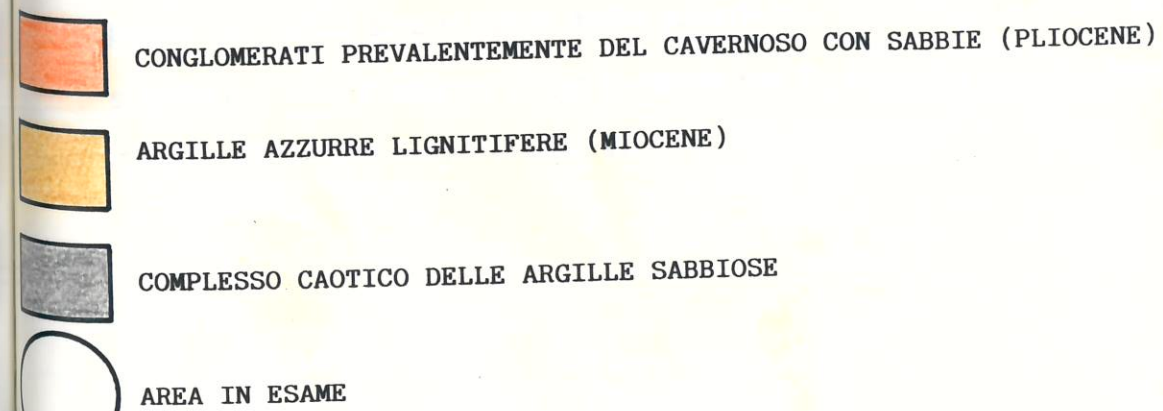 CONGLOMERATI PREVALENTEMENTE DEL CAVERNOSO CON SABBIE (PLIOCENE)
ARGILLE AZZURRE LIGNITIFERE (MIOCENE)
COMPLESSO CAOTICO DELLE ARGILLE SABBIOSE
AREA IN ESAME